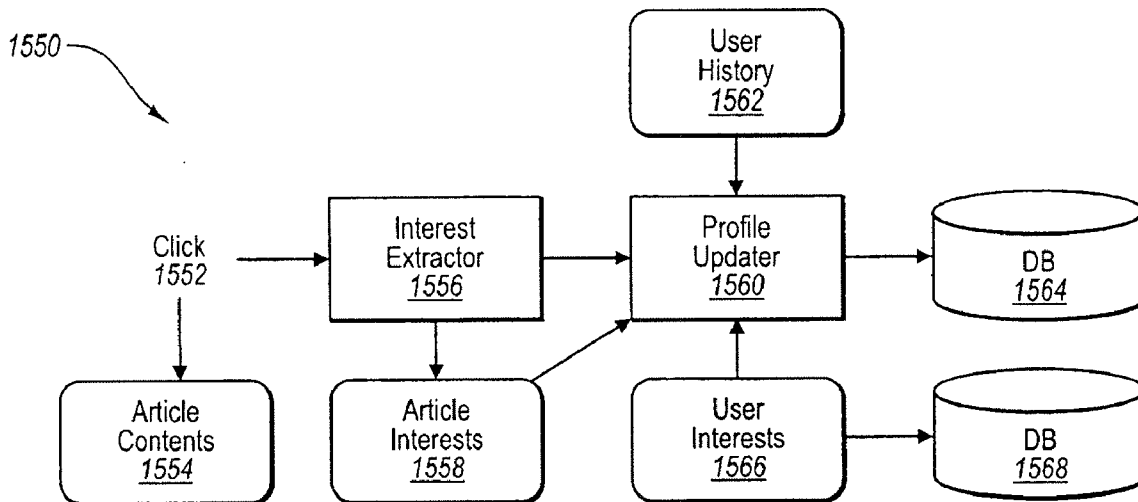 1550
User
History
1562
Click
1552
Interest
Extractor
1556
Profile
Updater
1560
DB
1564
Article
Contents
1554
Article
Interests
1558
User
Interests
1566
DB
1568